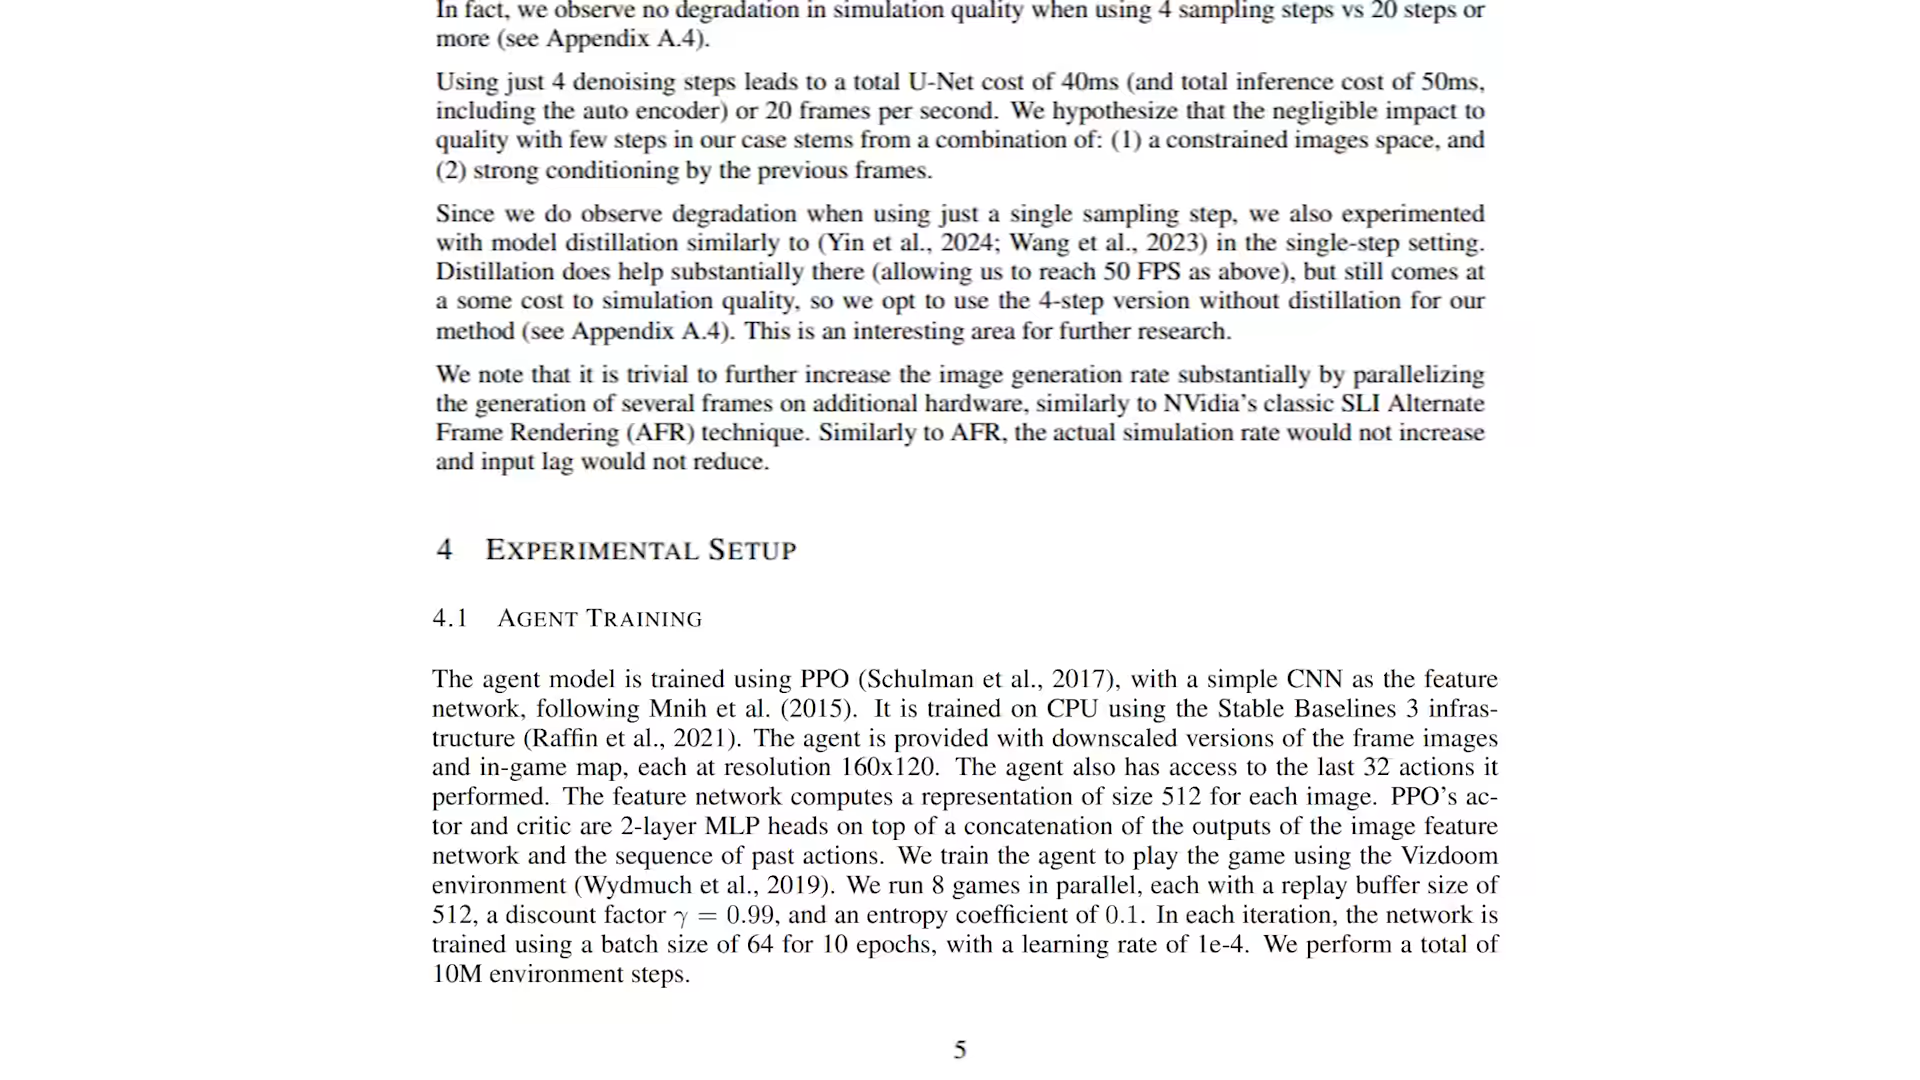 In fact, we observe no degradation in simulation quality when using 4 sampling steps vs 20 steps or
more (see Appendix A.4).
Using just 4 denoising steps leads to a total U-Net cost of 40ms (and total inference cost of 50ms,
including the auto encoder) or 20 frames per second. We hypothesize that the negligible impact to
quality with few steps in our case stems from a combination of: (1) a constrained images space, and
(2) strong conditioning by the previous frames.
Since we do observe degradation when using just a single sampling step, we also experimented
with model distillation similarly to (Yin et al., 2024; Wang et al., 2023) in the single-step setting.
Distillation does help substantially there (allowing us to reach 50 FPS as above), but still comes at
a some cost to simulation quality, so we opt to use the 4-step version without distillation for our
method (see Appendix A.4). This is an interesting area for further research.
We note that it is trivial to further increase the image generation rate substantially by parallelizing
the generation of several frames on additional hardware, similarly to NVidia's classic SLI Alternate
Frame Rendering (AFR) technique. Similarly to AFR, the actual simulation rate would not increase
and input lag would not reduce.
4 EXPERIMENTAL SETUP
4.1 AGENT TRAINING
The agent model is trained using PPO (Schulman et al., 2017), with a simple CNN as the feature
network, following Mnih et al. (2015). It is trained on CPU using the Stable Baselines 3 infras-
tructure (Raffin et al., 2021). The agent is provided with downscaled versions of the frame images
and in-game map, each at resolution 160x120. The agent also has access to the last 32 actions it
performed. The feature network computes a representation of size 512 for each image. PPO's ac-
tor and critic are 2-layer MLP heads on top of a concatenation of the outputs of the image feature
network and the sequence of past actions. We train the agent to play the game using the Vizdoom
environment (Wydmuch et al., 2019). We run 8 games in parallel, each with a replay buffer size of
512, a discount factor γ = 0.99, and an entropy coefficient of 0.1. In each iteration, the network is
trained using a batch size of 64 for 10 epochs, with a learning rate of 1e-4. We perform a total of
10M environment steps.
5